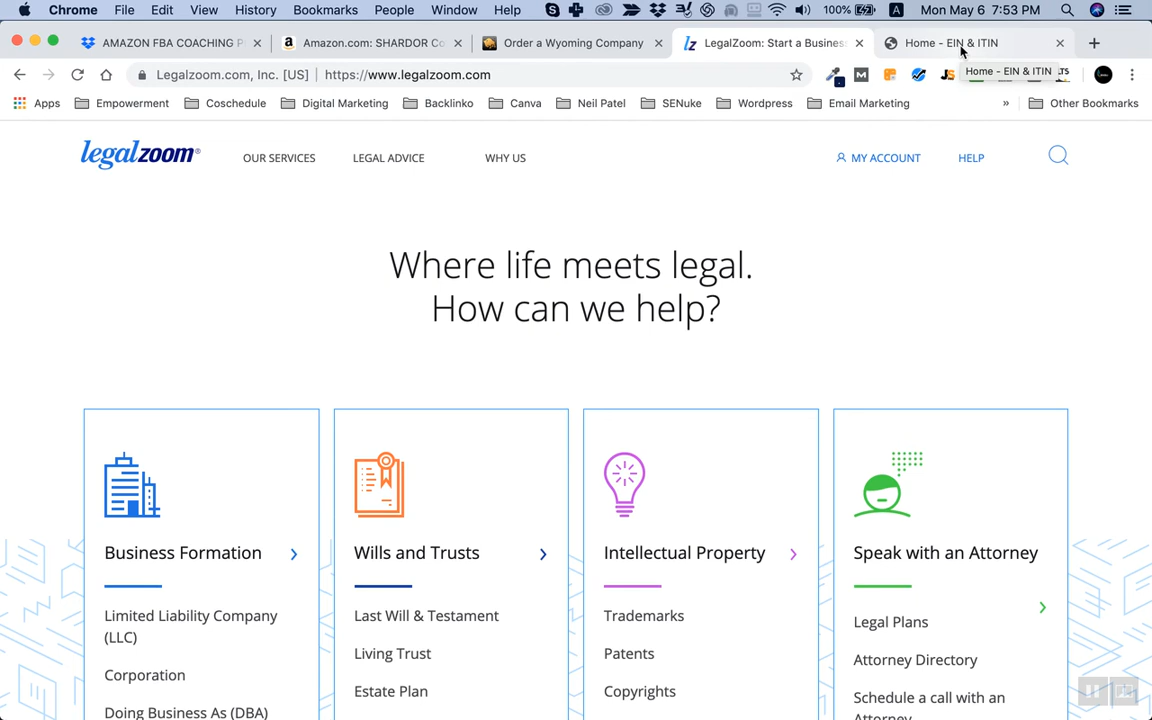 Chrome File Edit View History Bookmarks People Window Help 100% A Mon May 6 7:53 PM
AMAZON FBA COACHING P Amazon.com: SHARDOR Co Order a Wyoming Company LegalZoom: Start a Business Home - EIN & ITIN
Legalzoom.com, Inc. [US] https://www.legalzoom.com
Home - EIN & ITIN
Apps Empowerment Coschedule Digital Marketing Backlinko Canva Neil Patel SENuke Wordpress Email Marketing » Other Bookmarks
legalzoom OUR SERVICES LEGAL ADVICE WHY US MY ACCOUNT HELP
Where life meets legal.
How can we help?
Business Formation Wills and Trusts Intellectual Property Speak with an Attorney
Limited Liability Company Last Will & Testament Trademarks Legal Plans
(LLC) Living Trust Patents Attorney Directory
Corporation Estate Plan Copyrights Schedule a call with an
Doing Business As (DBA) Attorney